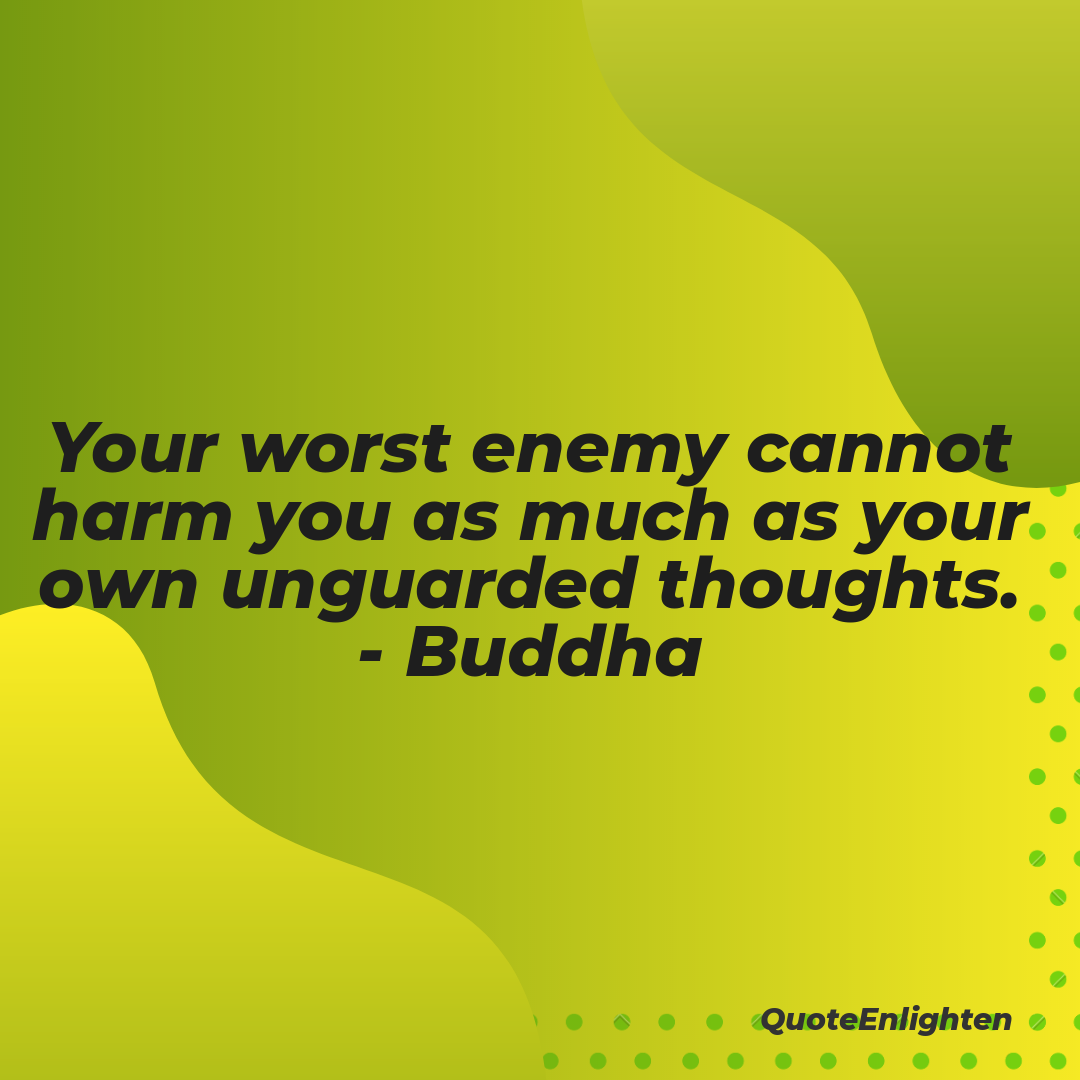 Your worst enemy cannot
harm you as much as your
own unguarded thoughts.
- Buddha
QuoteEnlighten